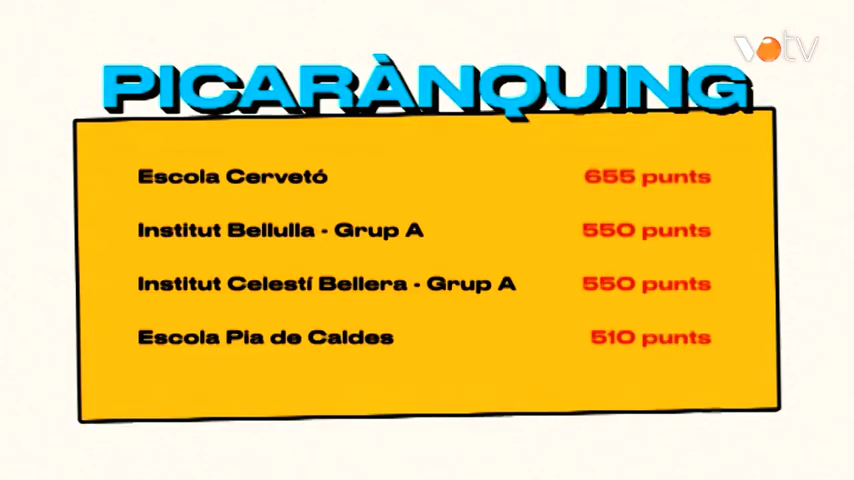 votv
PICARÀNQUING
Escola Cervetó 655 punts
Institut Bellulla - Grup A 550 punts
Institut Celestí Bellera - Grup A 550 punts
Escola Pia de Caldes 510 punts